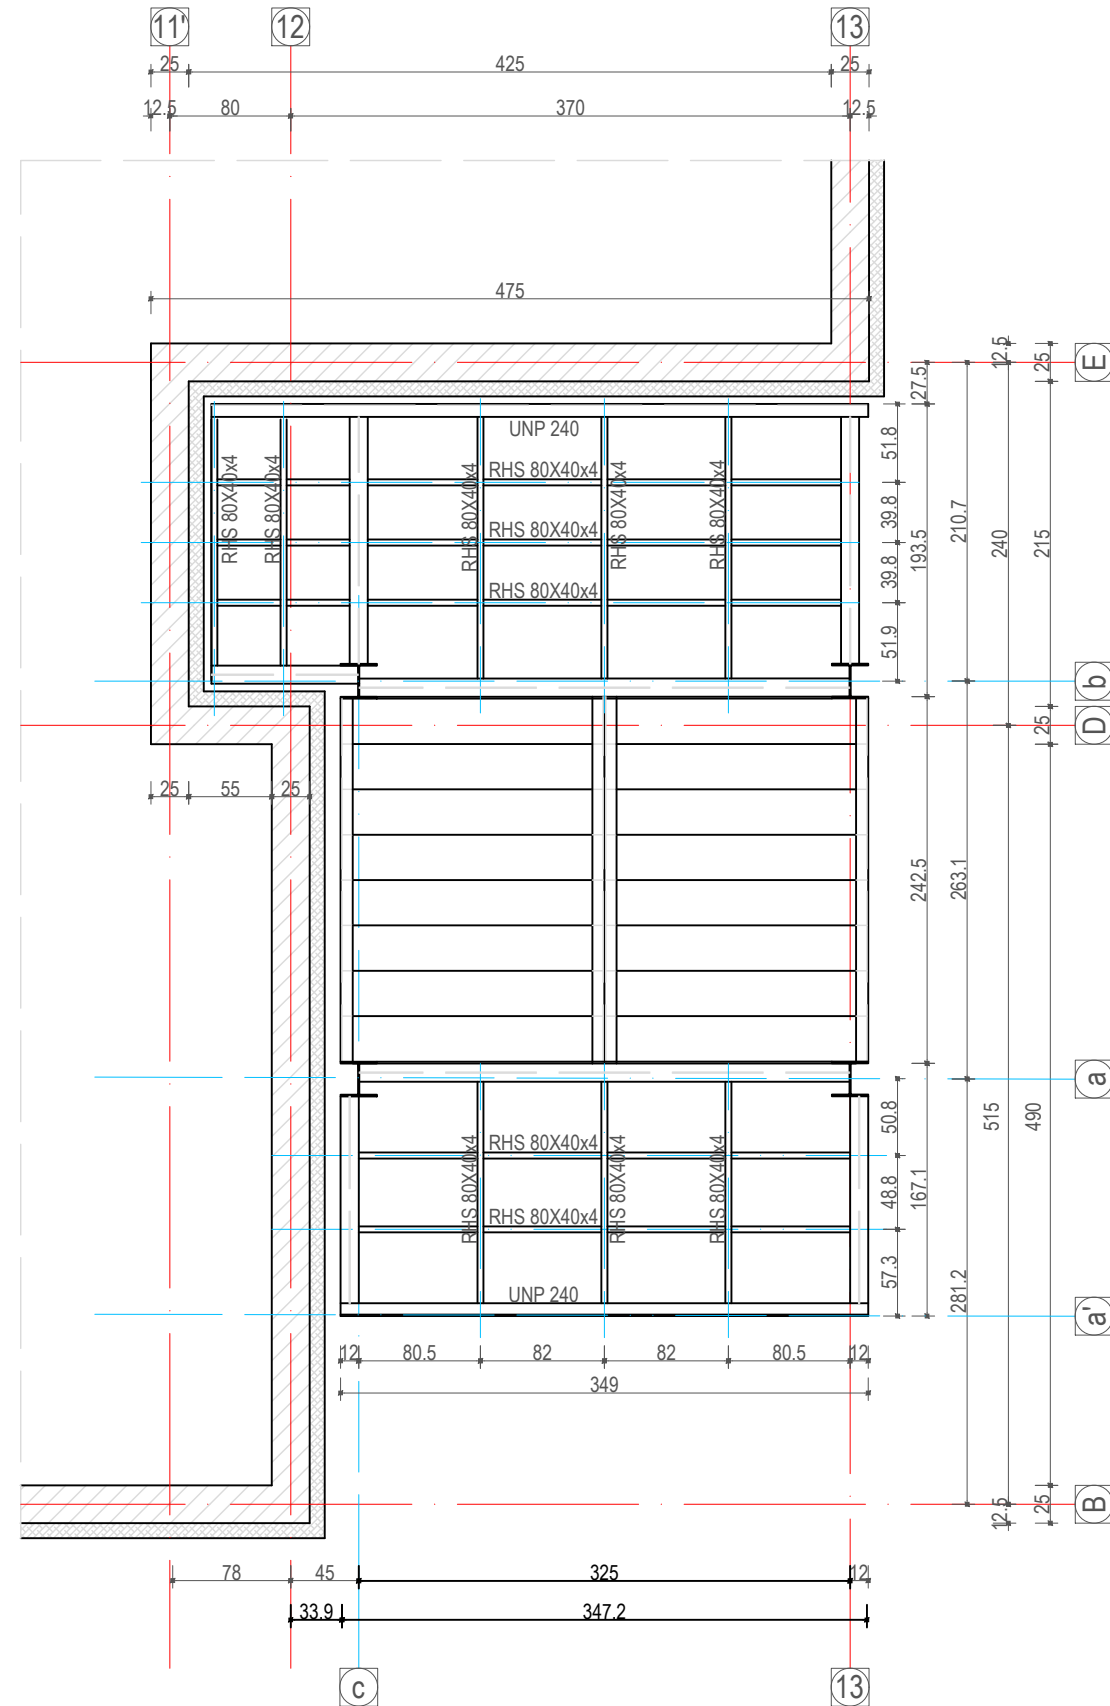 11'
12
13
25
425
25
12.5
80
370
12.5
475
12.5
25
E
27.5
UNP 240
51.8
RHS 80X40x4
RHS 80X40x4
RHS 80X40x4
RHS 80X40x4
RHS 80X40x4
RHS 80X40x4
RHS 80X40x4
RHS 80X40x4
39.8
39.8
51.9
193.5
210.7
240
215
b
D
25
25
55
25
242.5
263.1
a
50.8
515
490
RHS 80X40x4
RHS 80X40x4
RHS 80X40x4
RHS 80X40x4
RHS 80X40x4
48.8
167.1
57.3
281.2
UNP 240
a'
12
80.5
82
82
80.5
12
349
12.5
25
B
78
45
325
12
33.9
347.2
c
13